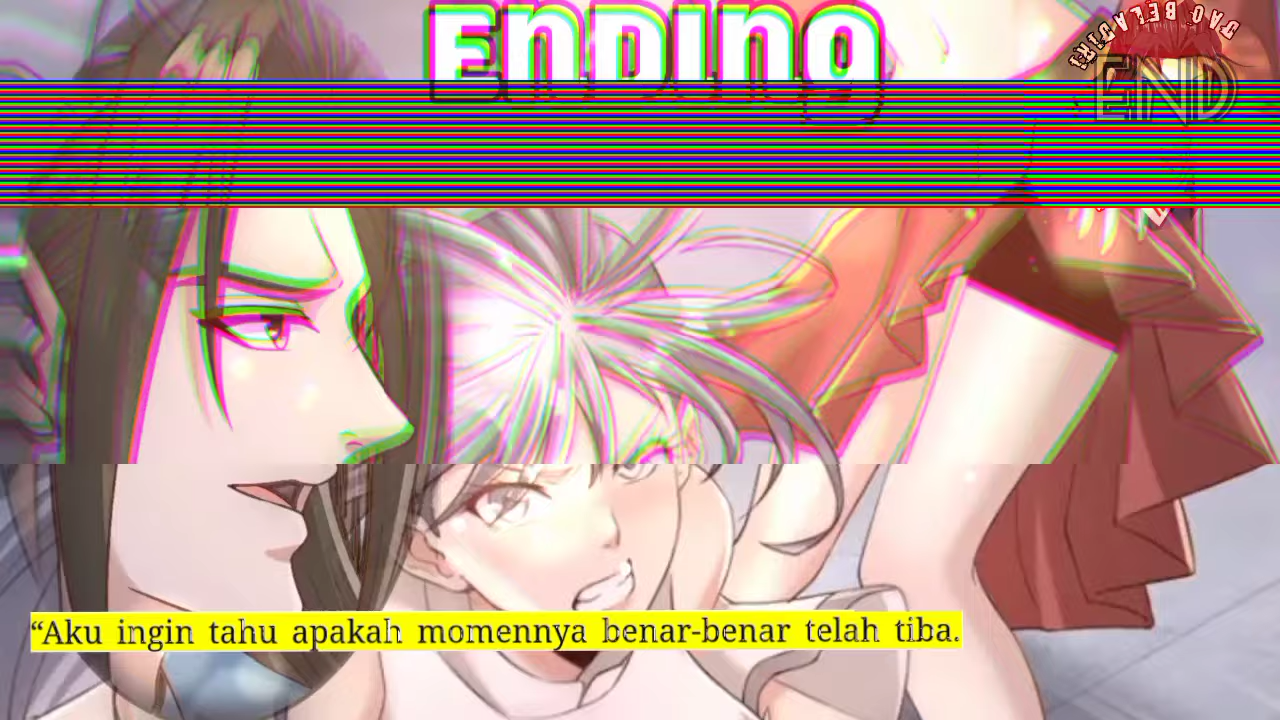 Ending
DAO BELADIRI
END
“Aku ingin tahu apakah momennya benar-benar telah tiba.